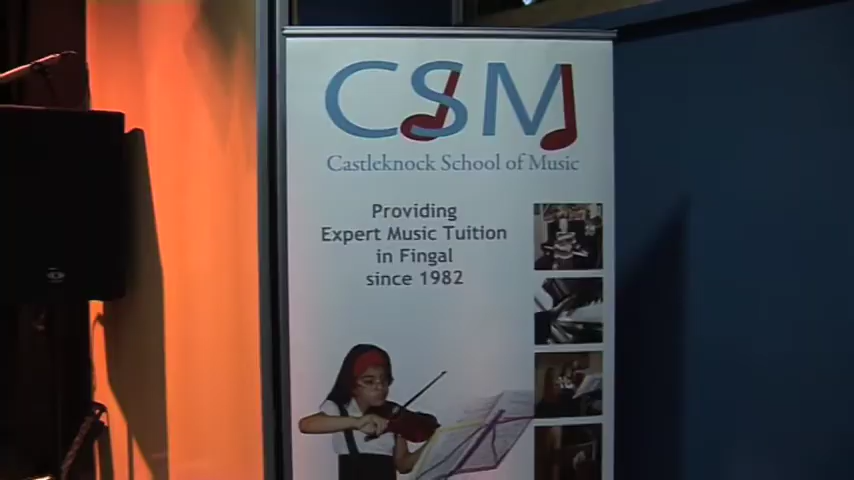 CSM
Castleknock School of Music
Providing
Expert Music Tuition
in Fingal
since 1982